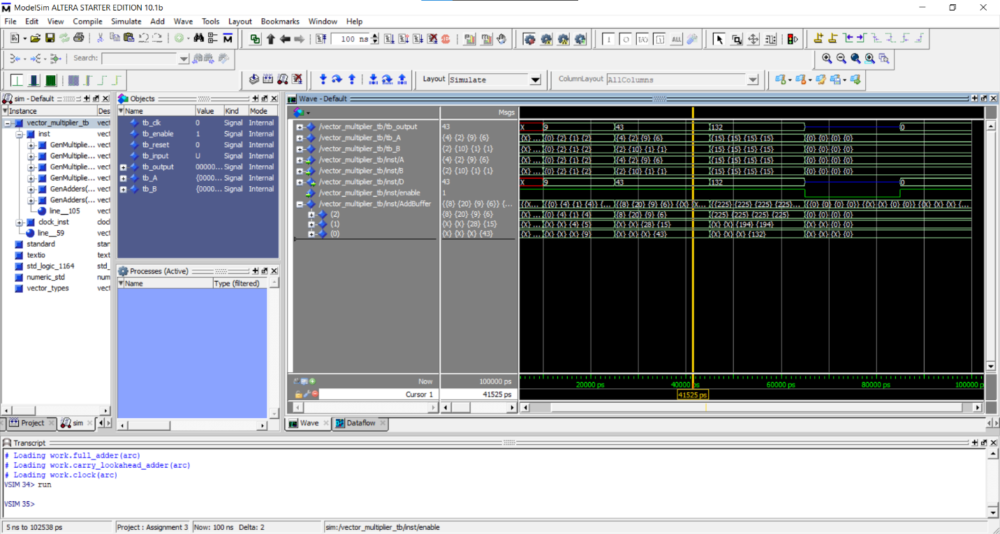 ModelSim ALTERA STARTER EDITION 10.1b
File Edit View Compile Simulate Add Wave Tools Layout Bookmarks Window Help
100 ns
Search:
Layout Simulate
ColumnLayout AllColumns
sim - Default
Instance Des
vector_multiplier_tb vect
inst vect
GenMultiplie... vect
GenMultiplie... vect
GenMultiplie... vect
GenMultiplie... vect
GenAdders(... vect
GenAdders(... vect
line__105 vect
clock_inst cloc
line__59 vect
standard star
textio text
std_logic_1164 std_
numeric_std num
vector_types vect
Project sim
Objects
Name Value Kind Mode
tb_clk 0 Signal Internal
tb_enable 1 Signal Internal
tb_reset 0 Signal Internal
tb_input U Signal Internal
tb_output 00000... Signal Internal
tb_A {0000... Signal Internal
tb_B {0000... Signal Internal
Processes (Active)
Name Type (filtered)
Wave - Default
Msgs
/vector_multiplier_tb/tb_output 43 X 9 43 132 0
/vector_multiplier_tb/tb_A {4} {2} {9} {6} {X} ... {0} {2} {1} {2} {4} {2} {9} {6} {15} {15} {15} {15} {0} {0} {0} {0}
/vector_multiplier_tb/tb_B {2} {10} {1} {1} {X} ... {0} {2} {1} {2} {2} {10} {1} {1} {15} {15} {15} {15} {0} {0} {0} {0}
/vector_multiplier_tb/inst/A {4} {2} {9} {6} {X} ... {0} {2} {1} {2} {4} {2} {9} {6} {15} {15} {15} {15} {0} {0} {0} {0}
/vector_multiplier_tb/inst/B {2} {10} {1} {1} {X} ... {0} {2} {1} {2} {2} {10} {1} {1} {15} {15} {15} {15} {0} {0} {0} {0}
/vector_multiplier_tb/inst/D 43 X 9 43 132 0
/vector_multiplier_tb/inst/enable 1
/vector_multiplier_tb/inst/AddBuffer {{8} {20} {9} {6}} {... {{X... {{0} {4} {1} {4}} {... {{8} {20} {9} {6}} {{X} {X... {{225} {225} {225} {225... {{0} {0} {0} {0}} {{X} {X} {0} {0}} {{X} {X} {X} {...
(2) {8} {20} {9} {6} {X} ... {0} {4} {1} {4} {8} {20} {9} {6} {225} {225} {225} {225} {0} {0} {0} {0}
(1) {X} {X} {28} {15} {X} ... {X} {X} {4} {5} {X} {X} {28} {15} {X} {X} {194} {194} {X} {X} {0} {0}
(0) {X} {X} {X} {43} {X} ... {X} {X} {X} {9} {X} {X} {X} {43} {X} {X} {X} {132} {X} {X} {X} {0}
Now 100000 ps 20000 ps 40000 ps 60000 ps 80000 ps 100000 p
Cursor 1 41525 ps 41525 ps
Wave Dataflow
Transcript
# Loading work.full_adder(arc)
# Loading work.carry_lookahead_adder(arc)
# Loading work.clock(arc)
VSIM 34> run
VSIM 35>
5 ns to 102538 ps Project : Assignment 3 Now: 100 ns Delta: 2 sim:/vector_multiplier_tb/inst/enable